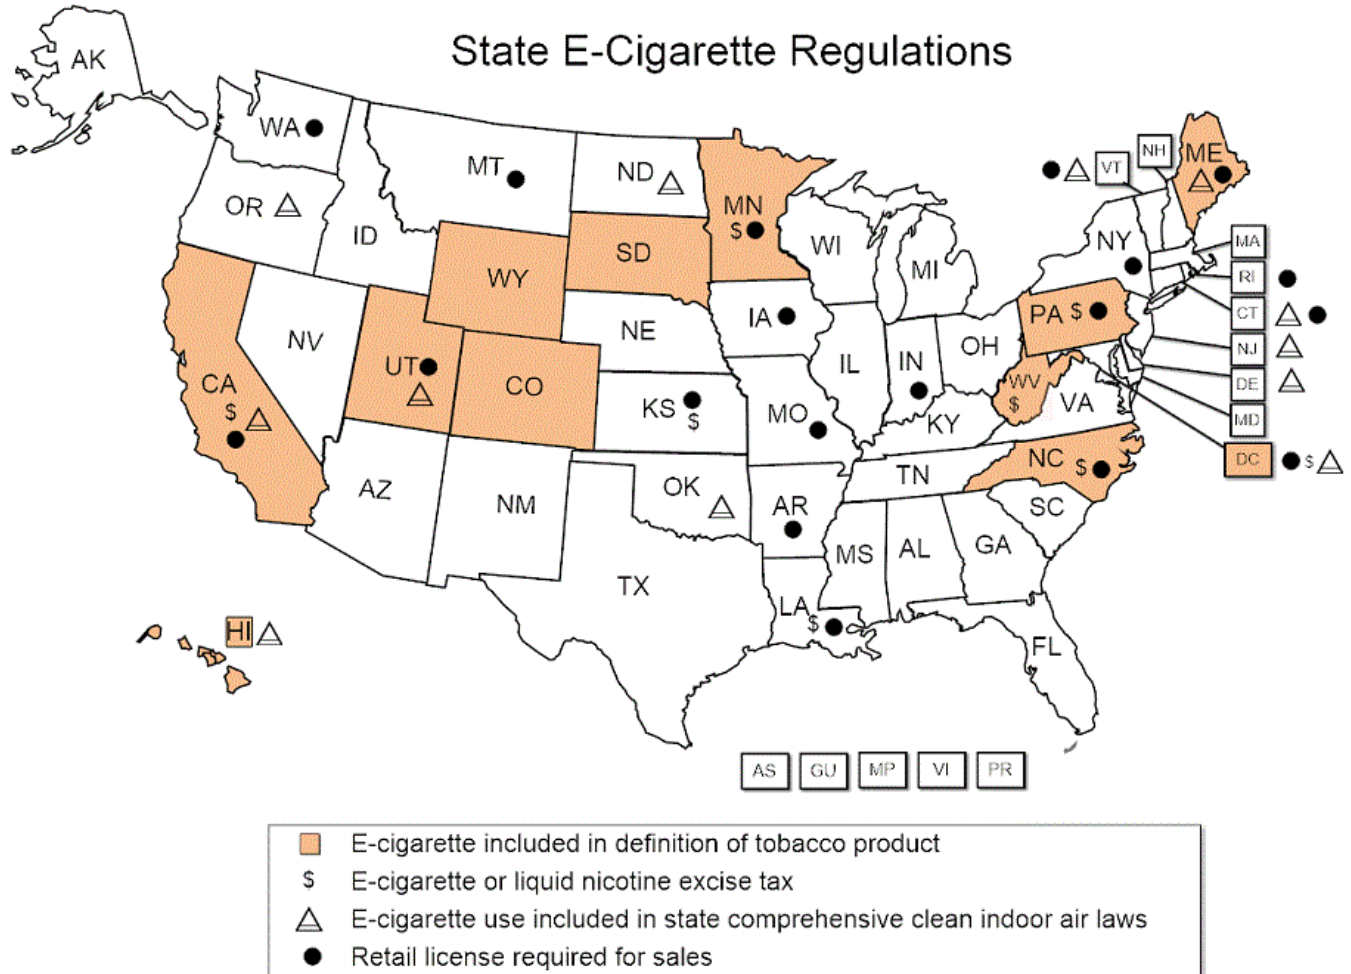 State E-Cigarette Regulations
AK
WA
MT
ND
MN
VT
NH
ME
OR
ID
WY
SD
WI
MI
NY
MA
RI
CT
NJ
DE
MD
DC
NV
UT
CO
NE
IA
IL
IN
OH
PA $
WV
$
VA
CA
$
KS
$
MO
KY
$
AZ
NM
OK
AR
TN
NC $
SC
$
TX
LA
$
MS
AL
GA
FL
HI
AS
GU
MP
VI
PR
E-cigarette included in definition of tobacco product
$ E-cigarette or liquid nicotine excise tax
E-cigarette use included in state comprehensive clean indoor air laws
Retail license required for sales